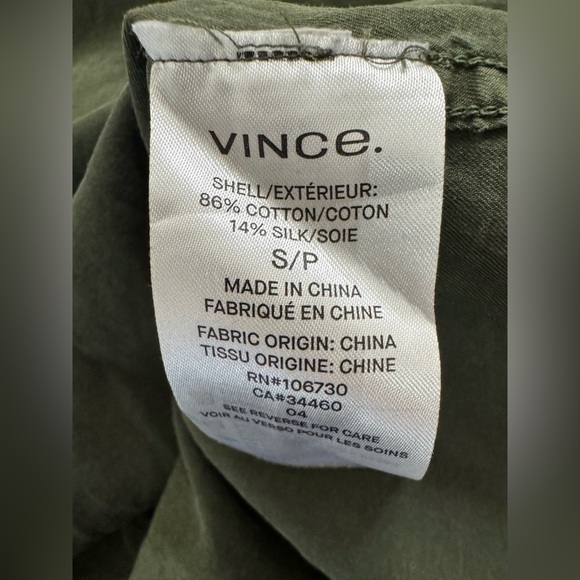 VINCE.
SHELL/EXTÉRIEUR:
86% COTTON/COTON
14% SILK/SOIE
S/P
MADE IN CHINA
FABRIQUÉ EN CHINE
FABRIC ORIGIN: CHINA
TISSU ORIGINE: CHINE
RN#106730
CA#34460
04
SEE REVERSE FOR CARE
VOIR AU VERSO POUR LES SOINS